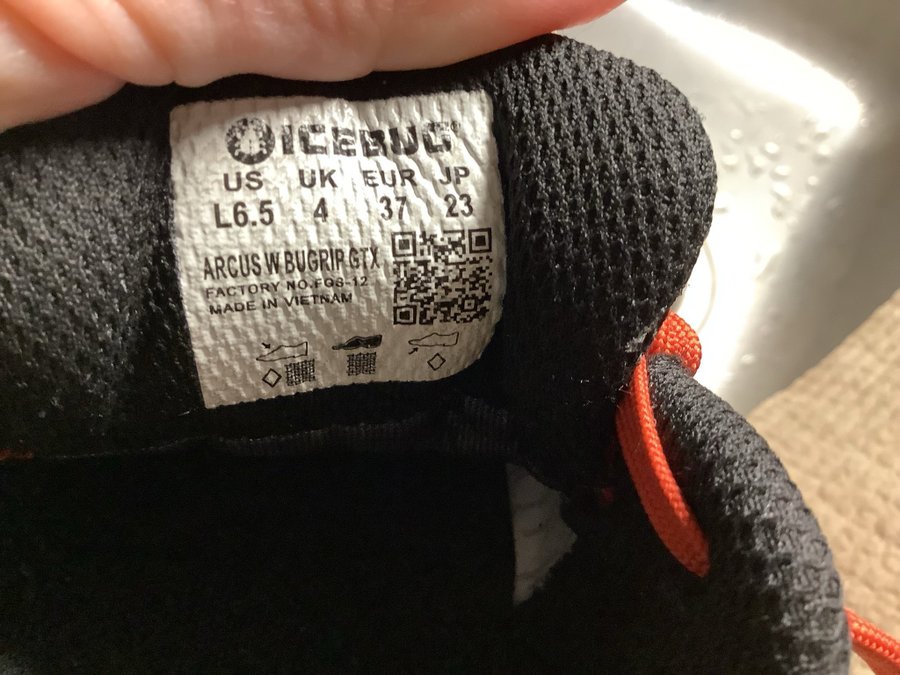 ICEBUG®
US UK EUR JP
L6.5 4 37 23
ARCUS W BUGRIP GTX
FACTORY NO.FGS-12
MADE IN VIETNAM